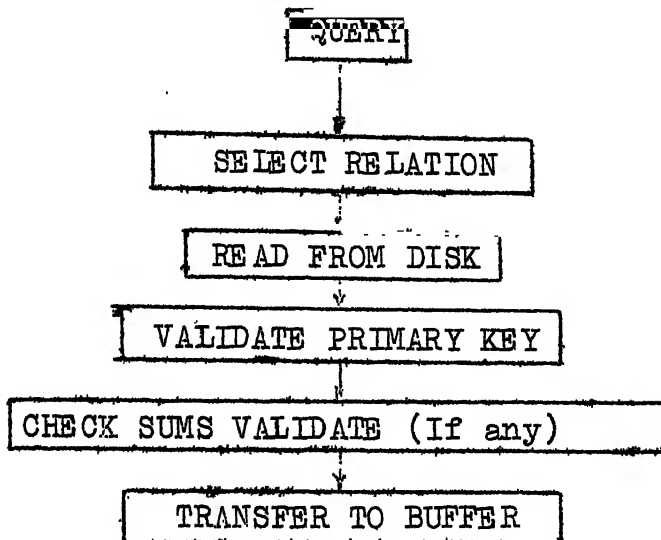 QUERY
SELECT RELATION
READ FROM DISK
VALIDATE PRIMARY KEY
CHECK SUMS VALIDATE (If any)
TRANSFER TO BUFFER